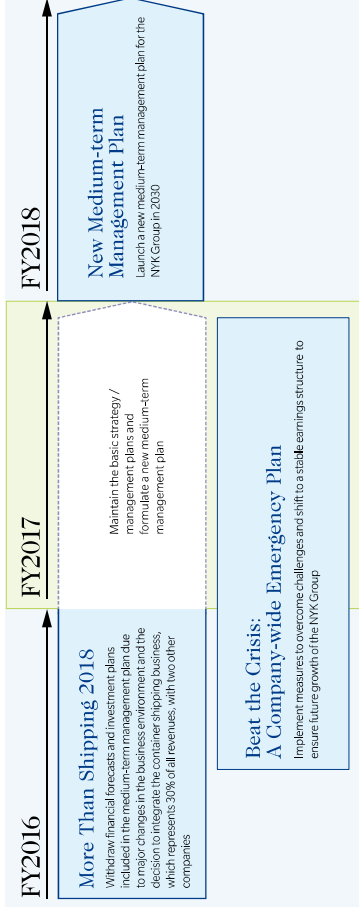 FY2016
FY2017
FY2018
More Than Shipping 2018
Withdraw financial forecasts and investment plans
included in the medium-term management plan due
to major changes in the business environment and the
decision to integrate the container shipping business,
which represents 30% of all revenues, with two other
companies
Maintain the basic strategy /
management plans and
formulate a new medium-term
management plan
New Medium-term
Management Plan
Launch a new medium-term management plan for the
NYK Group in 2030
Beat the Crisis:
A Company-wide Emergency Plan
Implement measures to overcome challenges and shift to a stable earnings structure to
ensure future growth of the NYK Group